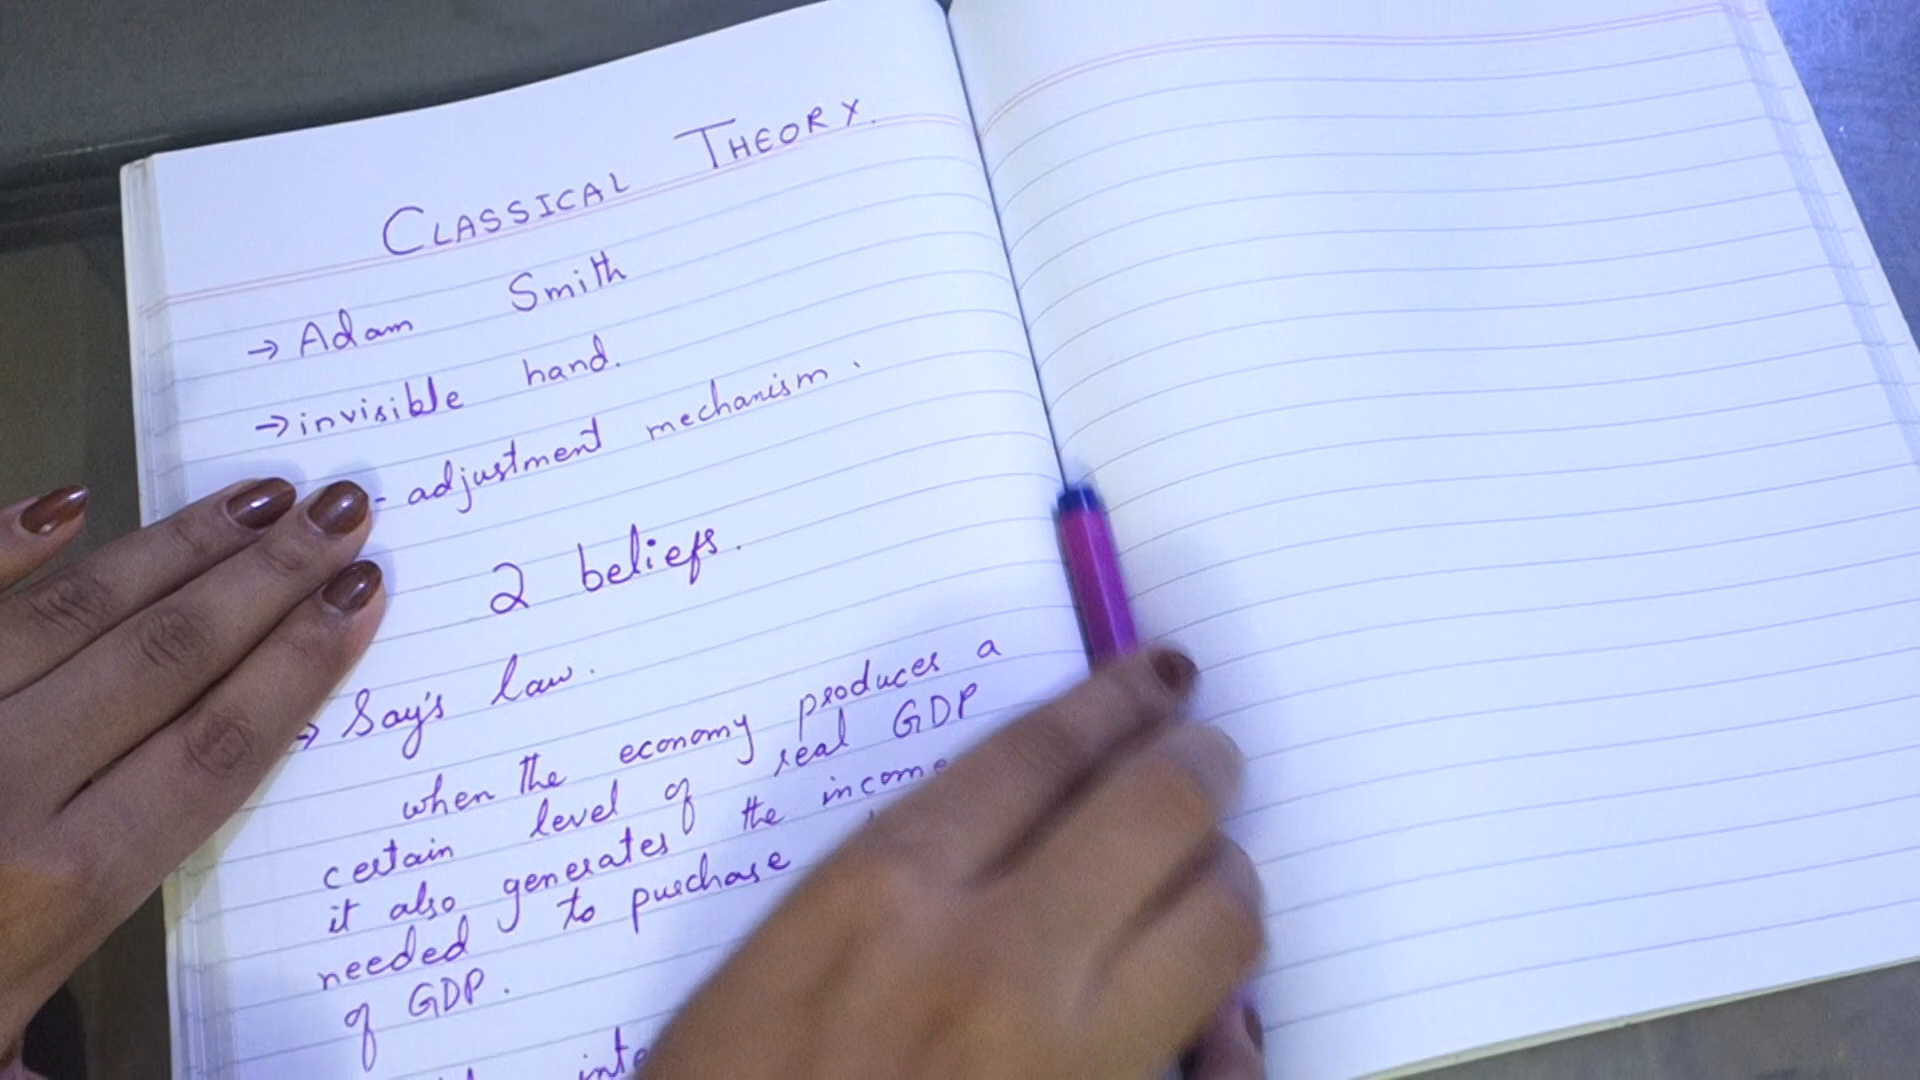 CLASSICAL THEORY.
→ Adam Smith
→ invisible hand.
- adjustment mechanism.
2 beliefs.
→ Say's law.
when the economy produces a
certain level of real GDP
it also generates the income
needed to purchase
of GDP.